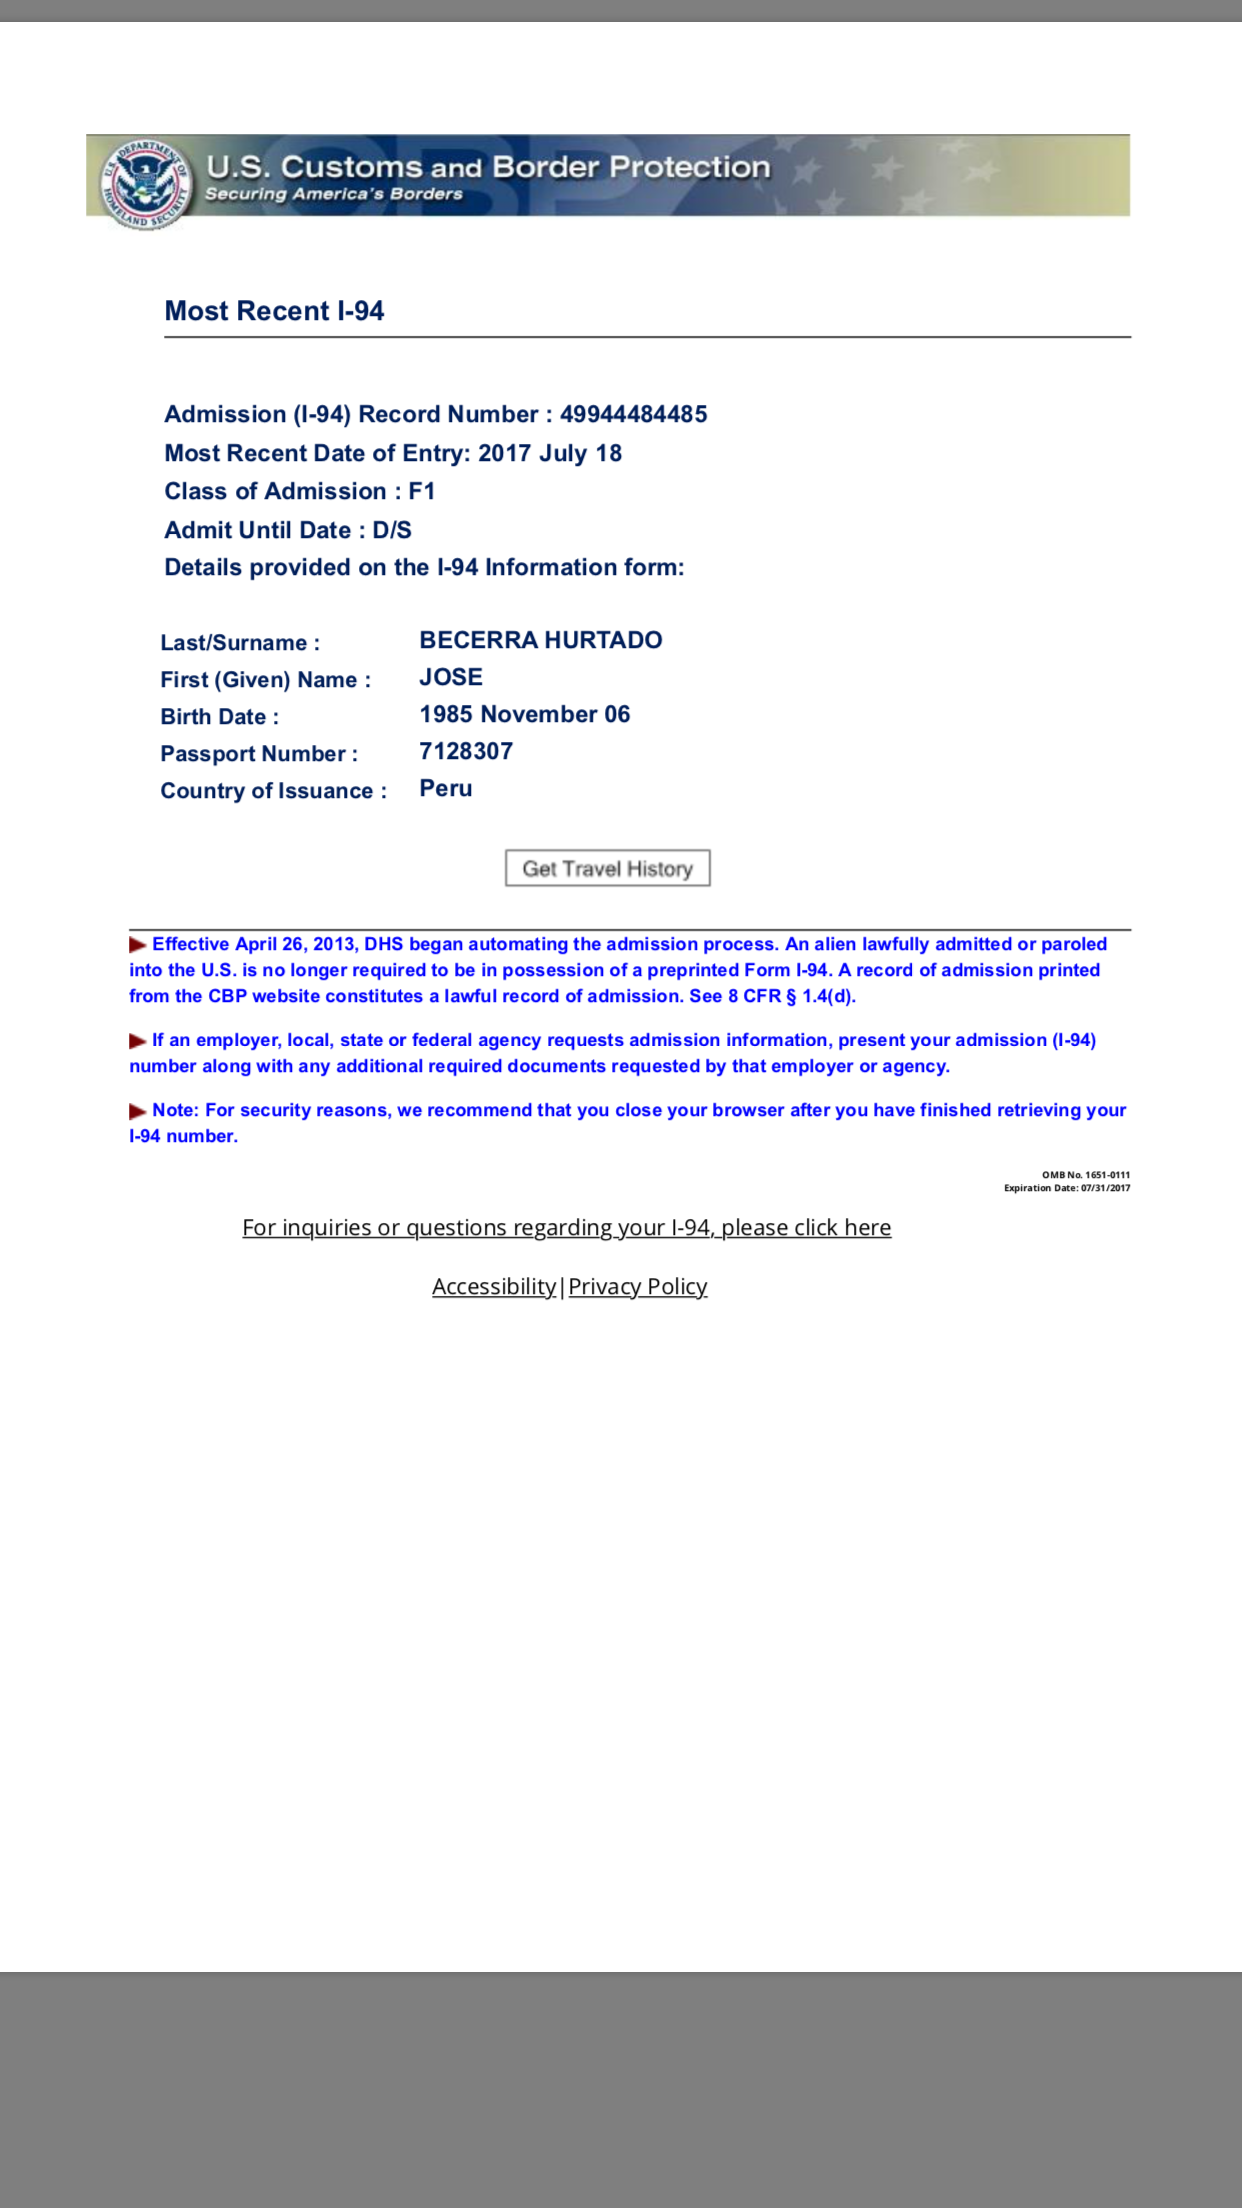 U.S. Customs and Border Protection
Securing America's Borders
Most Recent I-94
Admission (I-94) Record Number : 49944484485
Most Recent Date of Entry: 2017 July 18
Class of Admission : F1
Admit Until Date : D/S
Details provided on the I-94 Information form:
Last/Surname : BECERRA HURTADO
First (Given) Name : JOSE
Birth Date : 1985 November 06
Passport Number : 7128307
Country of Issuance : Peru
Get Travel History
Effective April 26, 2013, DHS began automating the admission process. An alien lawfully admitted or paroled
into the U.S. is no longer required to be in possession of a preprinted Form I-94. A record of admission printed
from the CBP website constitutes a lawful record of admission. See 8 CFR § 1.4(d).
If an employer, local, state or federal agency requests admission information, present your admission (I-94)
number along with any additional required documents requested by that employer or agency.
Note: For security reasons, we recommend that you close your browser after you have finished retrieving your
I-94 number.
OMB No. 1651-0111
Expiration Date: 07/31/2017
For inquiries or questions regarding your I-94, please click here
Accessibility|Privacy Policy